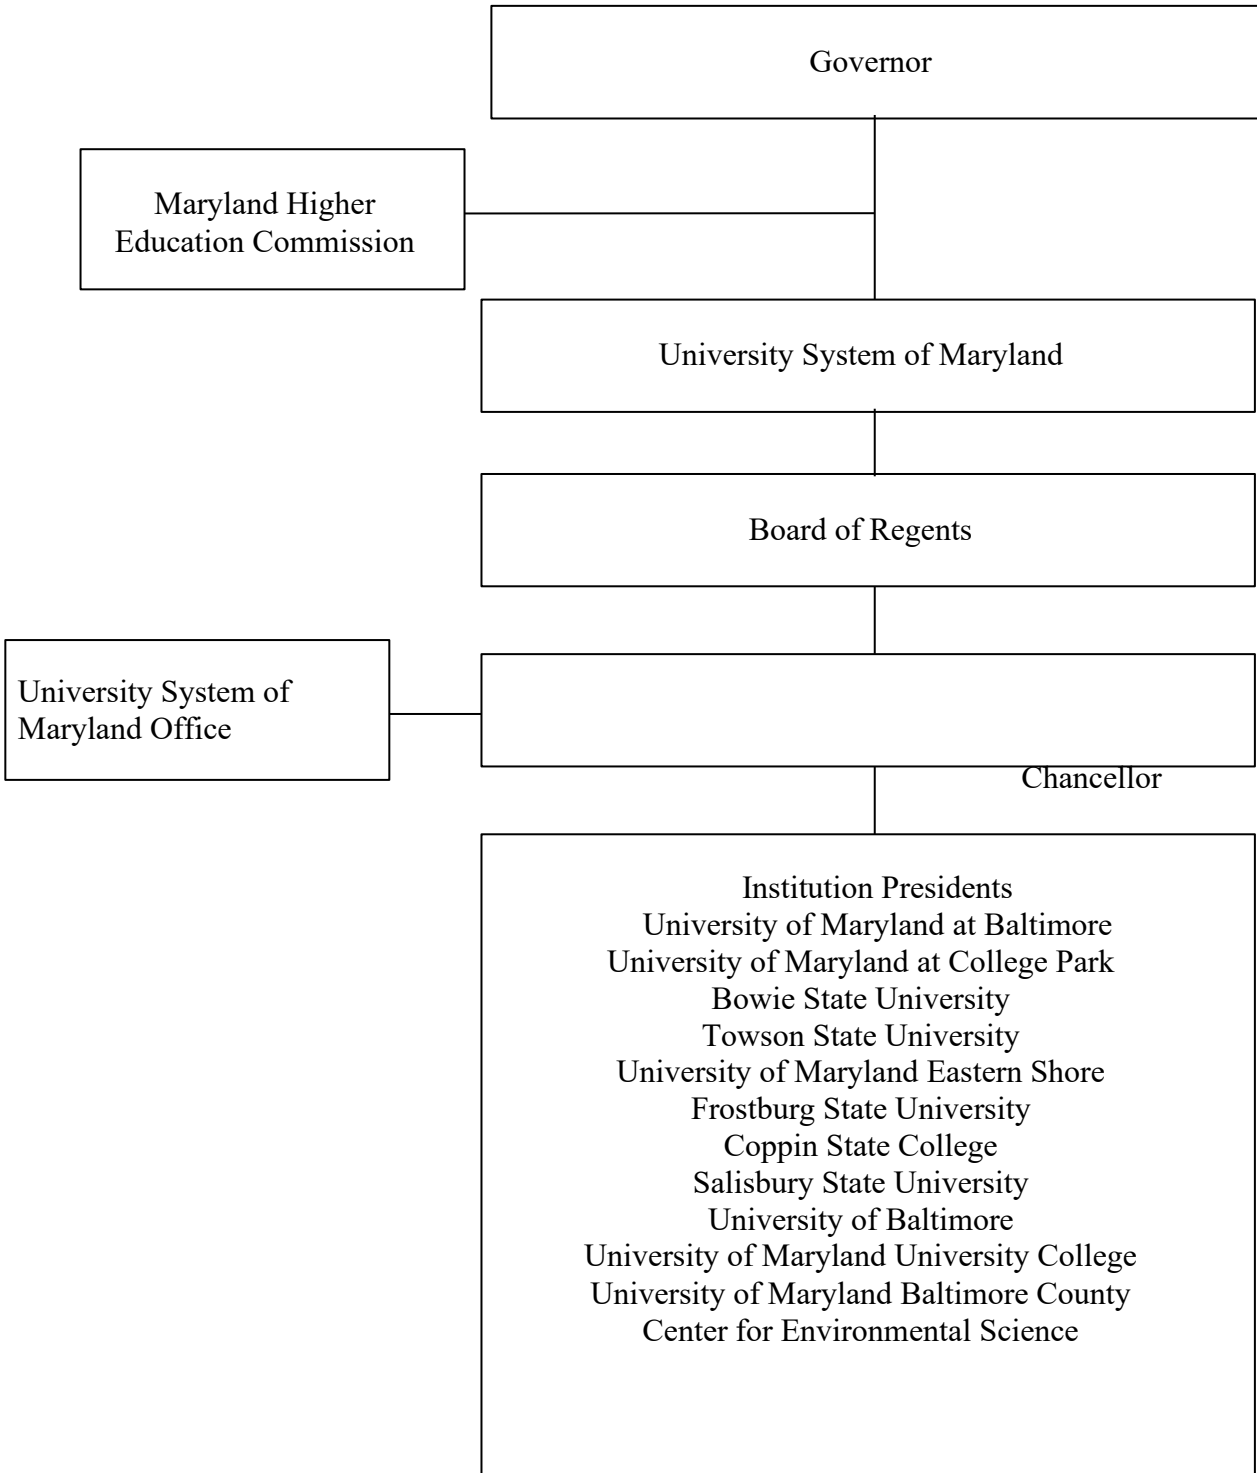 Governor
Maryland Higher
Education Commission
University System of Maryland
Board of Regents
University System of
Maryland Office
Chancellor
Institution Presidents
University of Maryland at Baltimore
University of Maryland at College Park
Bowie State University
Towson State University
University of Maryland Eastern Shore
Frostburg State University
Coppin State College
Salisbury State University
University of Baltimore
University of Maryland University College
University of Maryland Baltimore County
Center for Environmental Science